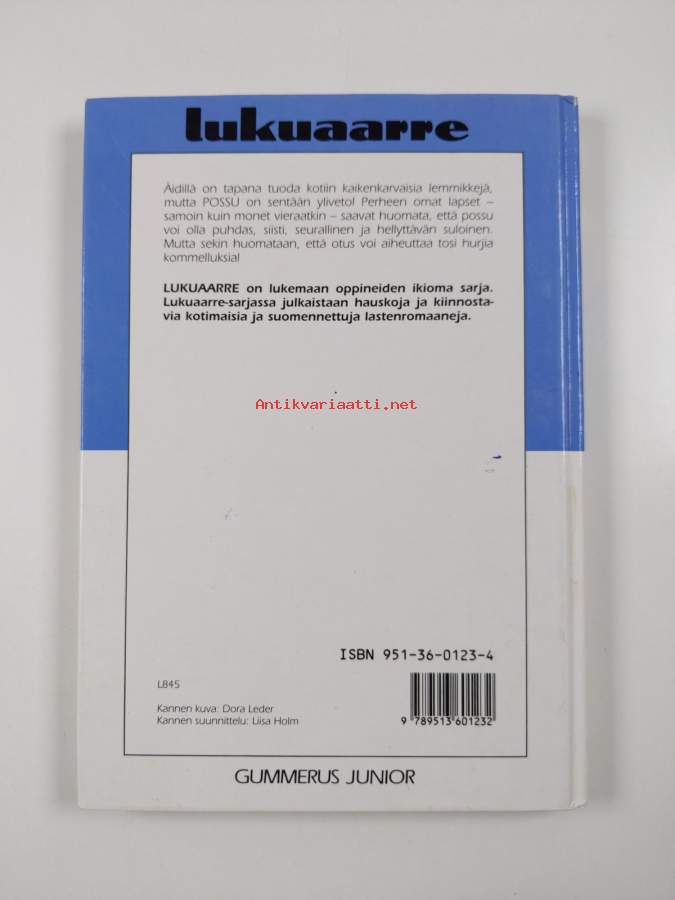 lukuaarre
Äidillä on tapana tuoda kotiin kaikenkarvaisia lemmikkejä,
mutta POSSU on sentään yliveto! Perheen omat lapset –
samoin kuin monet vieraatkin – saavat huomata, että possu
voi olla puhdas, siisti, seurallinen ja hellyttävän suloinen.
Mutta sekin huomataan, että otus voi aiheuttaa tosi hurjia
kommelluksia!
LUKUAARRE on lukemaan oppineiden ikioma sarja.
Lukuaarre-sarjassa julkaistaan hauskoja ja kiinnosta-
via kotimaisia ja suomennettuja lastenromaaneja.
Antikvariaatti.net
ISBN 951-36-0123-4
L845
Kannen kuva: Dora Leder
Kannen suunnittelu: Liisa Holm
9 789513 601232
GUMMERUS JUNIOR